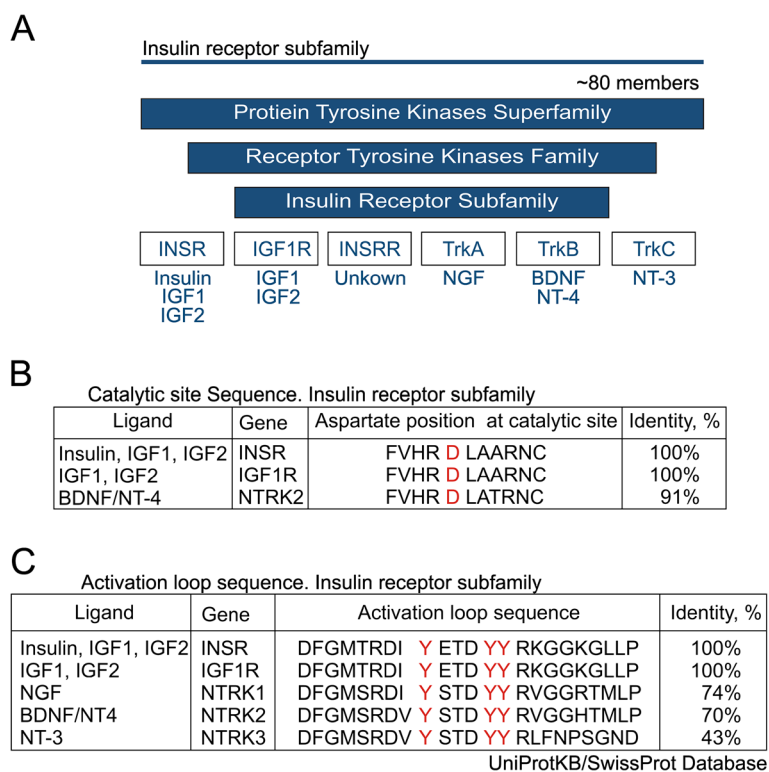 A
Insulin receptor subfamily
~80 members
Protiein Tyrosine Kinases Superfamily
Receptor Tyrosine Kinases Family
Insulin Receptor Subfamily
INSR IGF1R INSRR TrkA TrkB TrkC
Insulin IGF1 Unkown NGF BDNF NT-3
IGF1 IGF2 NT-4
IGF2
B
Catalytic site Sequence. Insulin receptor subfamily
Ligand Gene Aspartate position at catalytic site Identity, %
Insulin, IGF1, IGF2 INSR FVHR D LAARNC 100%
IGF1, IGF2 IGF1R FVHR D LAARNC 100%
BDNF/NT-4 NTRK2 FVHR D LATRNC 91%
C
Activation loop sequence. Insulin receptor subfamily
Ligand Gene Activation loop sequence Identity, %
Insulin, IGF1, IGF2 INSR DFGMTRDI Y ETD YY RKGGKGLLP 100%
IGF1, IGF2 IGF1R DFGMTRDI Y ETD YY RKGGKGLLP 100%
NGF NTRK1 DFGMSRDI Y STD YY RVGGRTMLP 74%
BDNF/NT4 NTRK2 DFGMSRDV Y STD YY RVGGHTMLP 70%
NT-3 NTRK3 DFGMSRDV Y STD YY RLFNPSGND 43%
UniProtKB/SwissProt Database